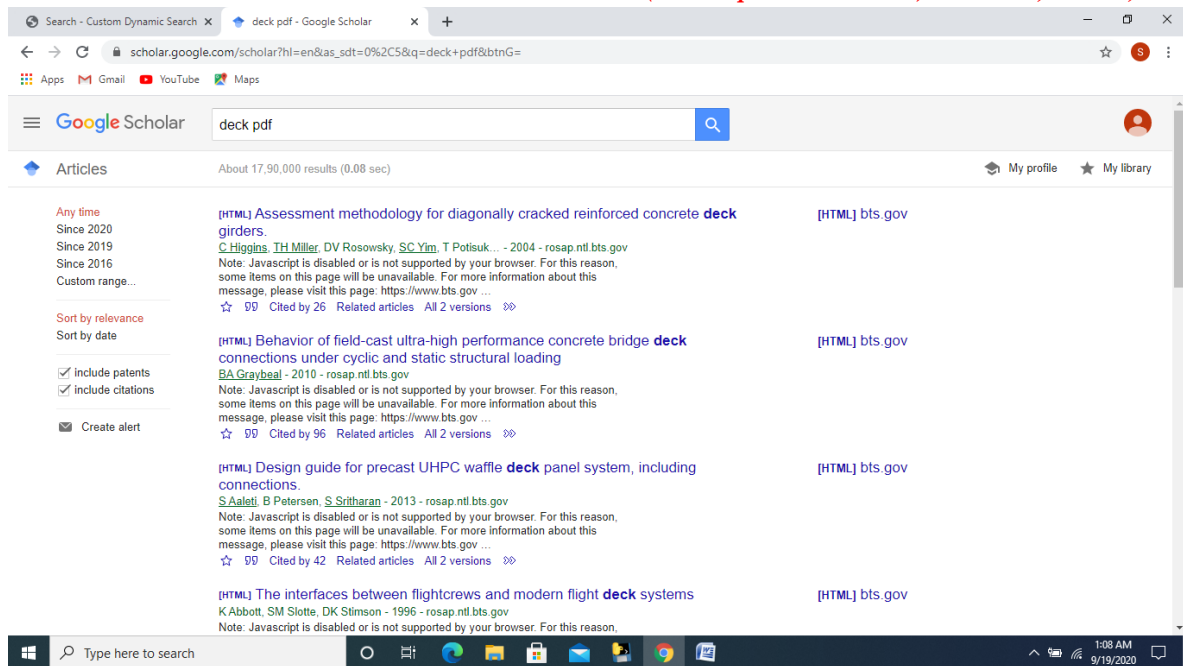 Search - Custom Dynamic Search
deck pdf - Google Scholar
scholar.google.com/scholar?hl=en&as_sdt=0%2C5&q=deck+pdf&btnG=
S
Apps Gmail YouTube Maps
Google Scholar
deck pdf
Articles
About 17,90,000 results (0.08 sec)
My profile My library
Any time
Since 2020
Since 2019
Since 2016
Custom range...
Sort by relevance
Sort by date
include patents
include citations
Create alert
[HTML] Assessment methodology for diagonally cracked reinforced concrete deck
girders.
[HTML] bts.gov
C Higgins, TH Miller, DV Rosowsky, SC Yim, T Potisuk... - 2004 - rosap.ntl.bts.gov
Note: Javascript is disabled or is not supported by your browser. For this reason,
some items on this page will be unavailable. For more information about this
message, please visit this page: https://www.bts.gov ...
Cited by 26 Related articles All 2 versions
[HTML] Behavior of field-cast ultra-high performance concrete bridge deck
connections under cyclic and static structural loading
[HTML] bts.gov
BA Graybeal - 2010 - rosap.ntl.bts.gov
Note: Javascript is disabled or is not supported by your browser. For this reason,
some items on this page will be unavailable. For more information about this
message, please visit this page: https://www.bts.gov ...
Cited by 96 Related articles All 2 versions
[HTML] Design guide for precast UHPC waffle deck panel system, including
connections.
[HTML] bts.gov
S Aaleti, B Petersen, S Sritharan - 2013 - rosap.ntl.bts.gov
Note: Javascript is disabled or is not supported by your browser. For this reason,
some items on this page will be unavailable. For more information about this
message, please visit this page: https://www.bts.gov ...
Cited by 42 Related articles All 2 versions
[HTML] The interfaces between flightcrews and modern flight deck systems
[HTML] bts.gov
K Abbott, SM Slotte, DK Stimson - 1996 - rosap.ntl.bts.gov
Note: Javascript is disabled or is not supported by your browser. For this reason,
Type here to search
1:08 AM
9/19/2020